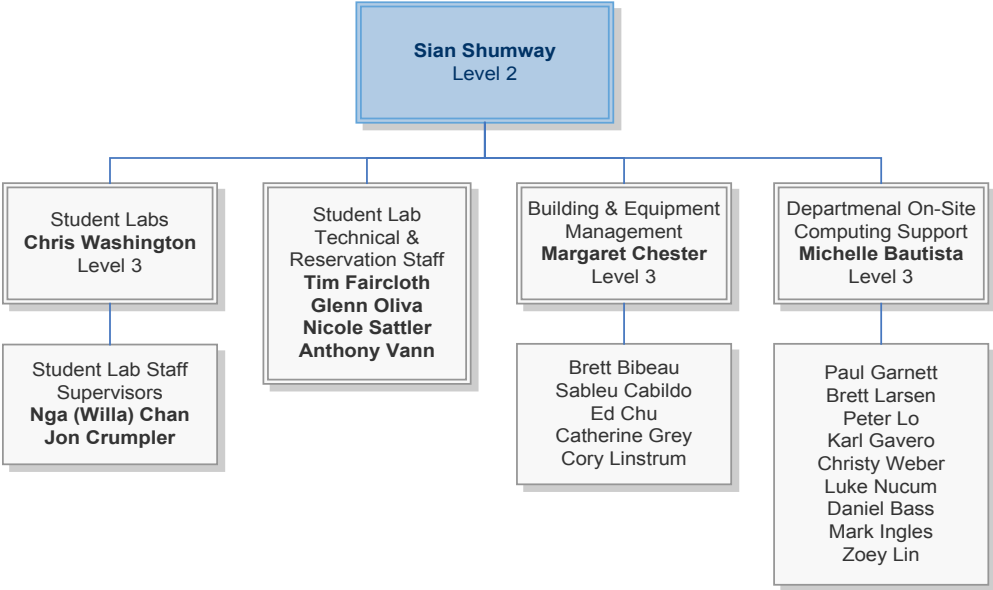 Sian Shumway
Level 2
Student Labs
Chris Washington
Level 3
Student Lab
Technical &
Reservation Staff
Tim Faircloth
Glenn Oliva
Nicole Sattler
Anthony Vann
Building & Equipment
Management
Margaret Chester
Level 3
Departmenal On-Site
Computing Support
Michelle Bautista
Level 3
Student Lab Staff
Supervisors
Nga (Willa) Chan
Jon Crumpler
Brett Bibeau
Sableu Cabildo
Ed Chu
Catherine Grey
Cory Linstrum
Paul Garnett
Brett Larsen
Peter Lo
Karl Gavero
Christy Weber
Luke Nucum
Daniel Bass
Mark Ingles
Zoey Lin